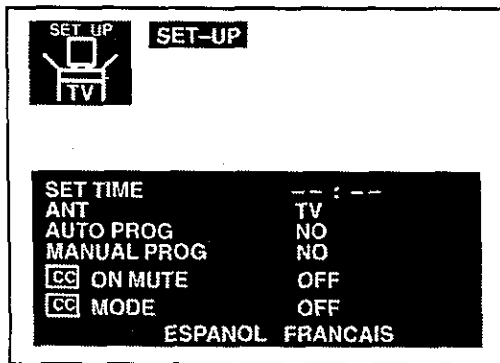 SET UP
TV
SET–UP
SET TIME – – : – –
ANT TV
AUTO PROG NO
MANUAL PROG NO
CC ON MUTE OFF
CC MODE OFF
ESPANOL FRANCAIS